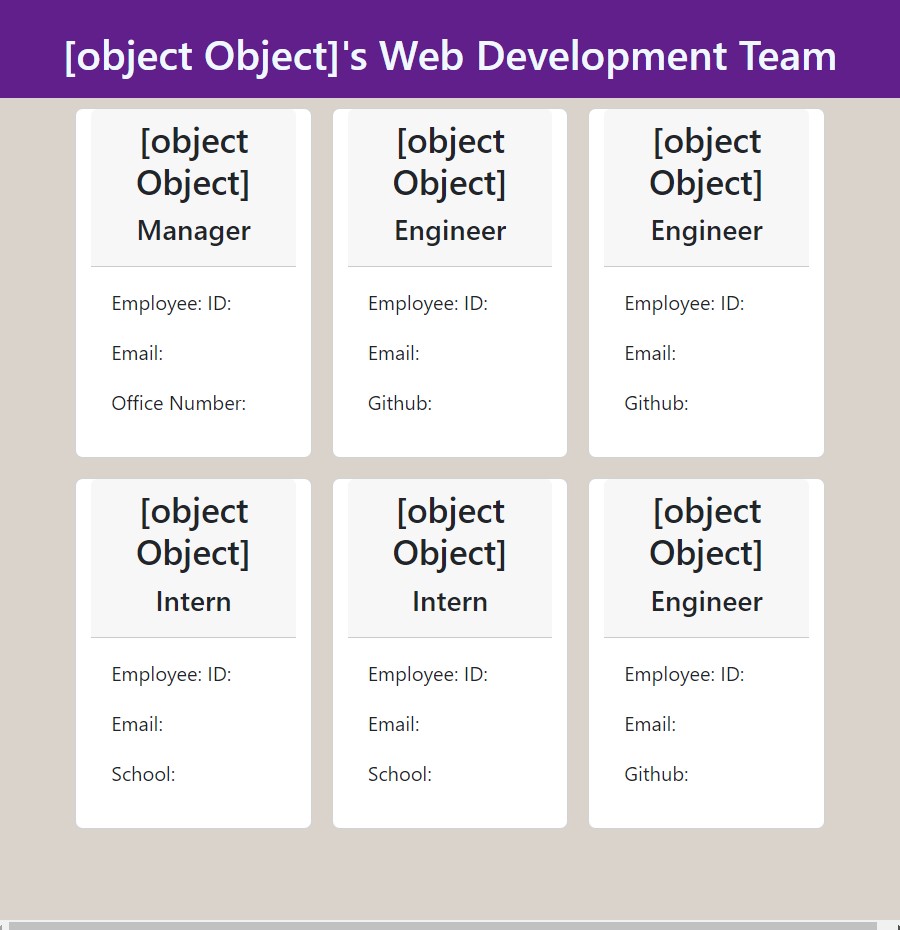 [object Object]'s Web Development Team
[object
Object]
Manager
Employee: ID:
Email:
Office Number:
[object
Object]
Engineer
Employee: ID:
Email:
Github:
[object
Object]
Engineer
Employee: ID:
Email:
Github:
[object
Object]
Intern
Employee: ID:
Email:
School:
[object
Object]
Intern
Employee: ID:
Email:
School:
[object
Object]
Engineer
Employee: ID:
Email:
Github: